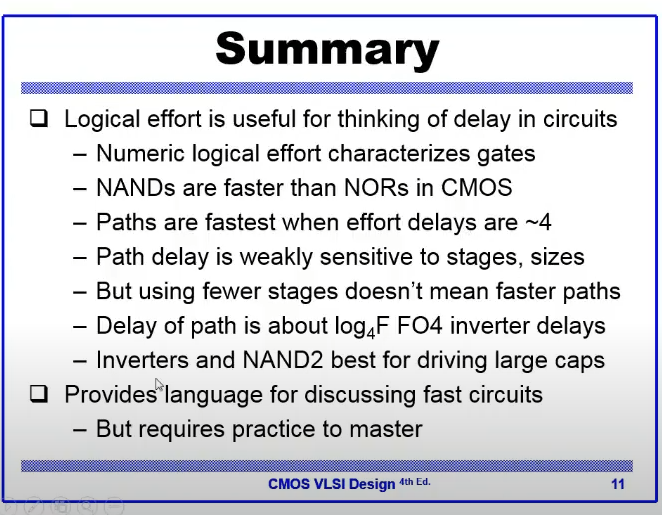 Summary
❑ Logical effort is useful for thinking of delay in circuits
– Numeric logical effort characterizes gates
– NANDs are faster than NORs in CMOS
– Paths are fastest when effort delays are ~4
– Path delay is weakly sensitive to stages, sizes
– But using fewer stages doesn't mean faster paths
– Delay of path is about log₄F FO4 inverter delays
– Inverters and NAND2 best for driving large caps
❑ Provides language for discussing fast circuits
– But requires practice to master
CMOS VLSI Design 4th Ed. 11